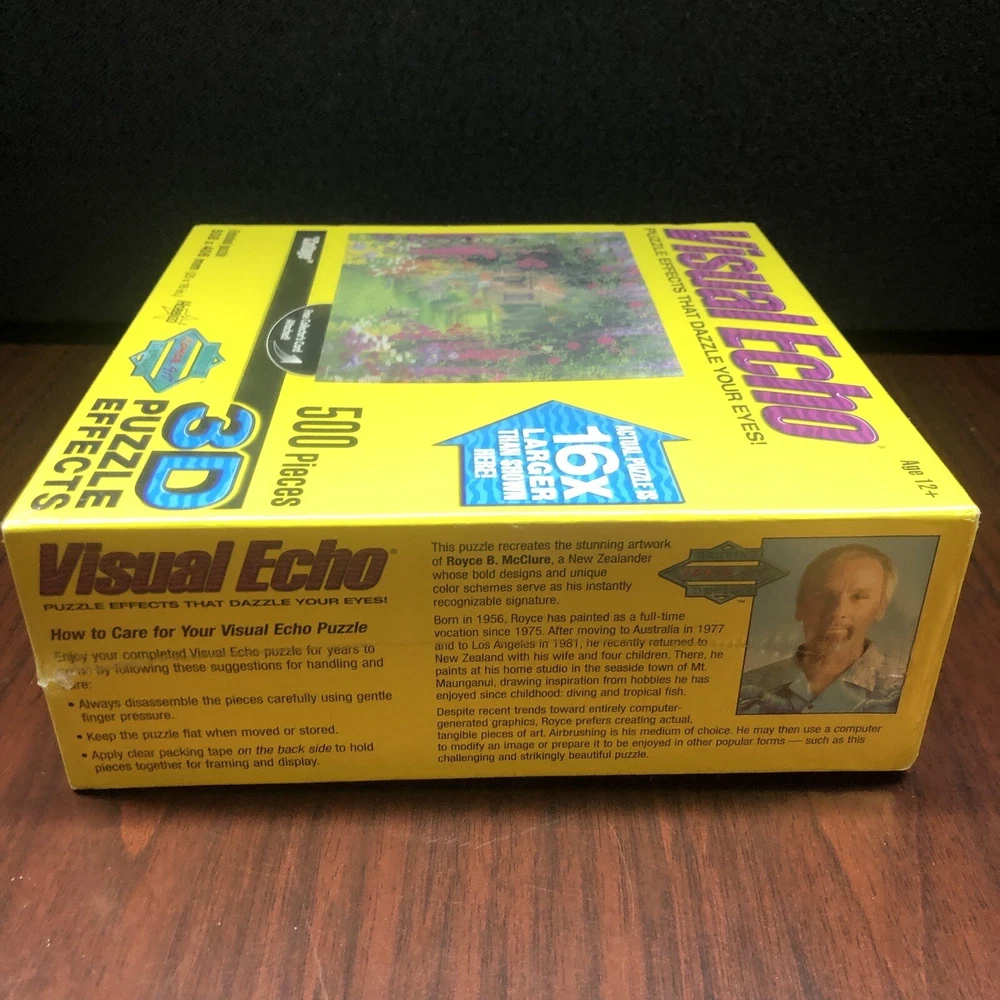 Visual Echo
PUZZLE EFFECTS THAT DAZZLE YOUR EYES!
Age 12+
ACTUAL PUZZLE IS
16X
LARGER
THAN SHOWN
HERE!
500 Pieces
3D
PUZZLE
EFFECTS
Free Collector's Card
Included!
Visual Echo®
PUZZLE EFFECTS THAT DAZZLE YOUR EYES!
How to Care for Your Visual Echo Puzzle
Enjoy your completed Visual Echo puzzle for years to
by following these suggestions for handling and
• Always disassemble the pieces carefully using gentle
finger pressure.
• Keep the puzzle flat when moved or stored.
• Apply clear packing tape on the back side to hold
pieces together for framing and display.
This puzzle recreates the stunning artwork
of Royce B. McClure, a New Zealander
whose bold designs and unique
color schemes serve as his instantly
recognizable signature.
Born in 1956, Royce has painted as a full-time
vocation since 1975. After moving to Australia in 1977
and to Los Angeles in 1981, he recently returned to
New Zealand with his wife and four children. There, he
paints at his home studio in the seaside town of Mt.
Maunganui, drawing inspiration from hobbies he has
enjoyed since childhood: diving and tropical fish.
Despite recent trends toward entirely computer-
generated graphics, Royce prefers creating actual,
tangible pieces of art. Airbrushing is his medium of choice. He may then use a computer
to modify an image or prepare it to be enjoyed in other popular forms — such as this
challenging and strikingly beautiful puzzle.